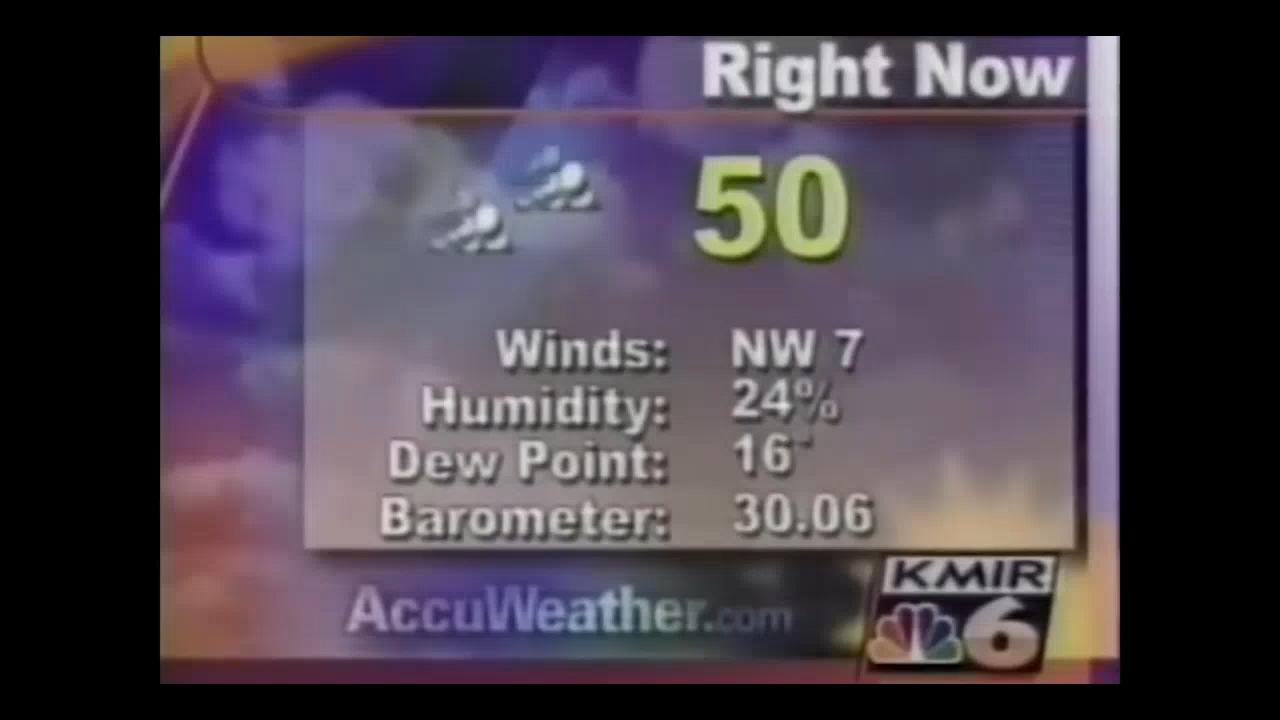 Right Now
50
Winds: NW 7
Humidity: 24%
Dew Point: 16°
Barometer: 30.06
AccuWeather.com
KMIR
6